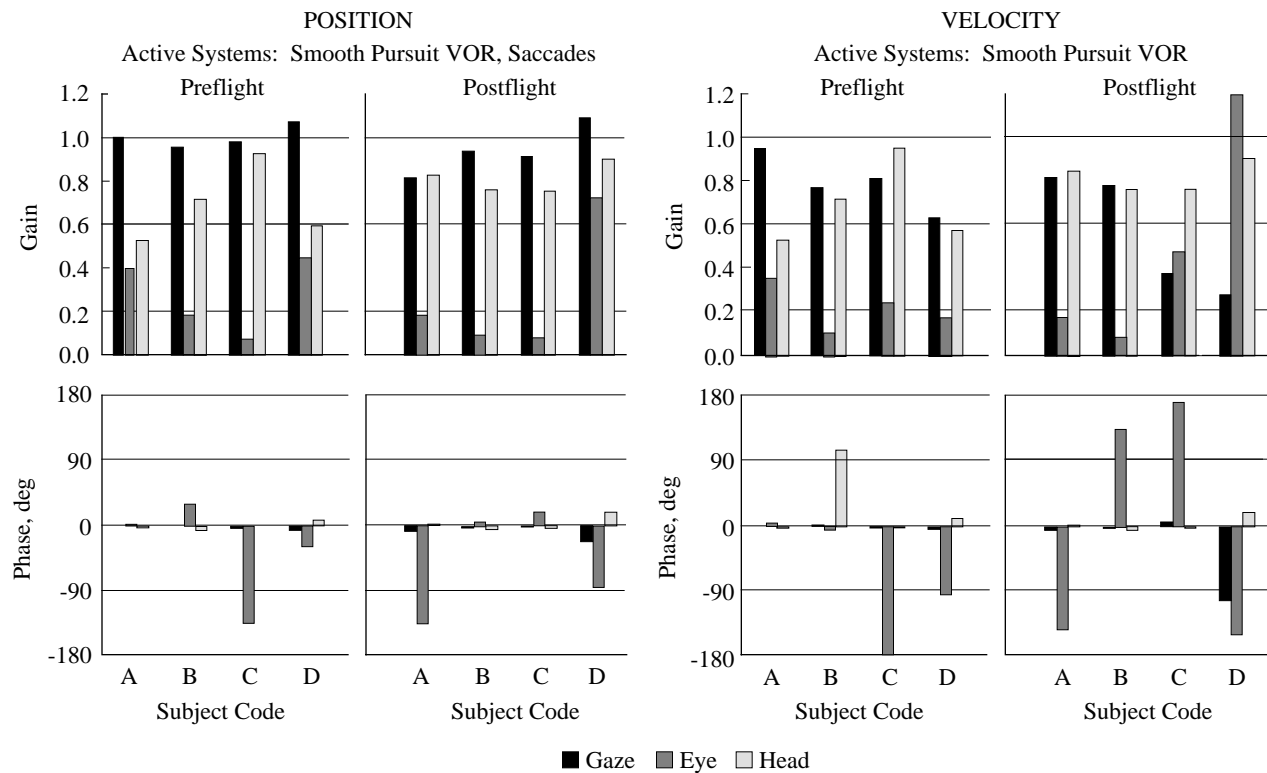 POSITION
Active Systems: Smooth Pursuit VOR, Saccades
Preflight
Postflight
1.2
1.0
0.8
0.6
0.4
0.2
0.0
Gain
180
90
0
-90
-180
Phase, deg
A B C D
A B C D
Subject Code
Subject Code
VELOCITY
Active Systems: Smooth Pursuit VOR
Preflight
Postflight
1.2
1.0
0.8
0.6
0.4
0.2
0.0
Gain
180
90
0
-90
-180
Phase, deg
A B C D
A B C D
Subject Code
Subject Code
Gaze Eye Head